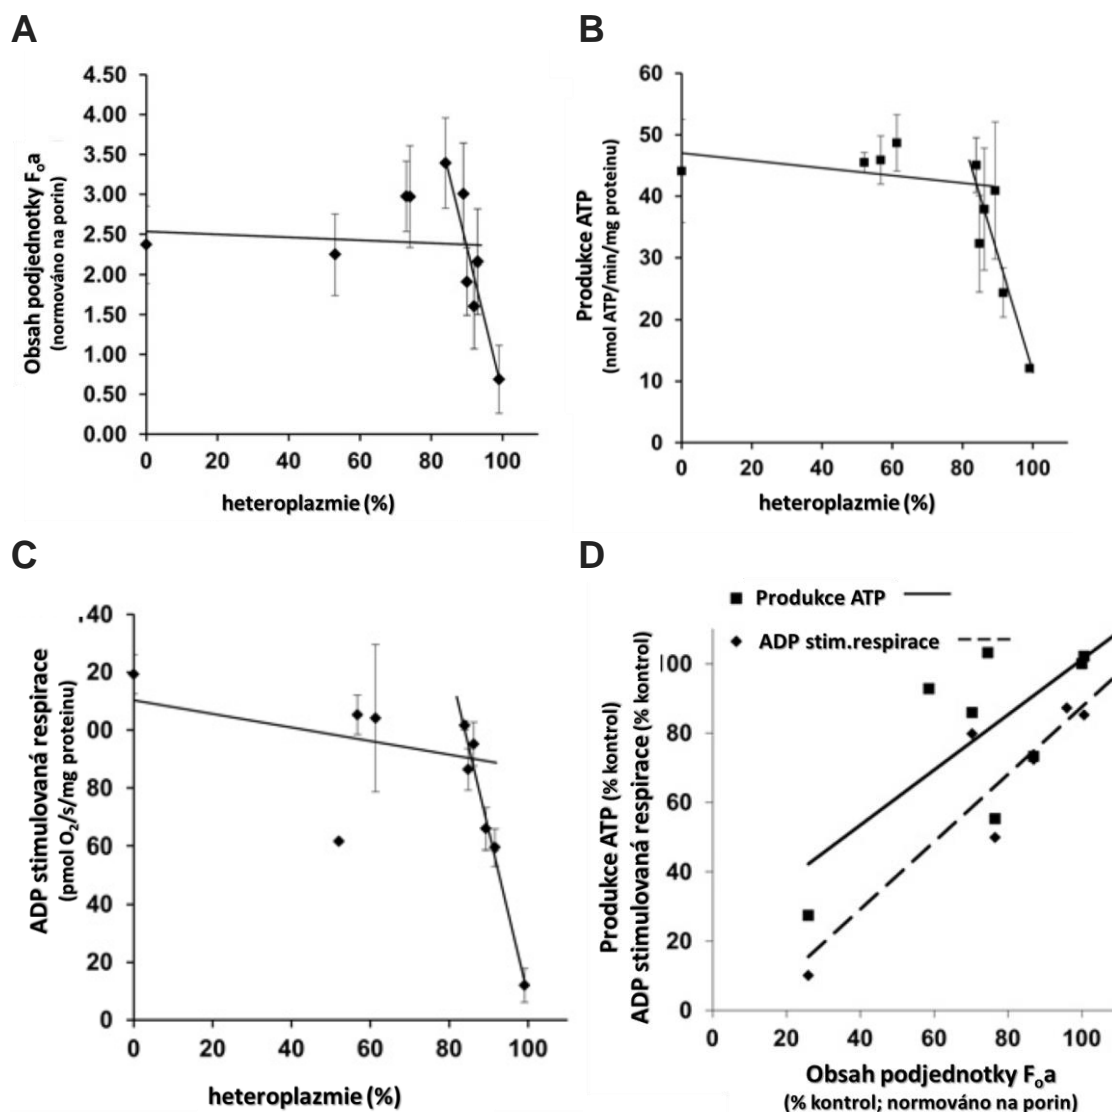 A
Obsah podjednotky Foa
(normováno na porin)
4.50
4.00
3.50
3.00
2.50
2.00
1.50
1.00
0.50
0.00
0 20 40 60 80 100
heteroplazmie (%)
B
Produkce ATP
(nmol ATP/min/mg proteinu)
60
50
40
30
20
10
0
0 20 40 60 80 100
heteroplazmie (%)
C
ADP stimulovaná respirace
(pmol O2/s/mg proteinu)
40
20
00
80
60
40
20
0
0 20 40 60 80 100
heteroplazmie (%)
D
Produkce ATP
ADP stim.respirace
Produkce ATP (% kontrol)
ADP stimulovaná respirace (% kontrol)
100
80
60
40
20
0
0 20 40 60 80 100
Obsah podjednotky Foa
(% kontrol; normováno na porin)